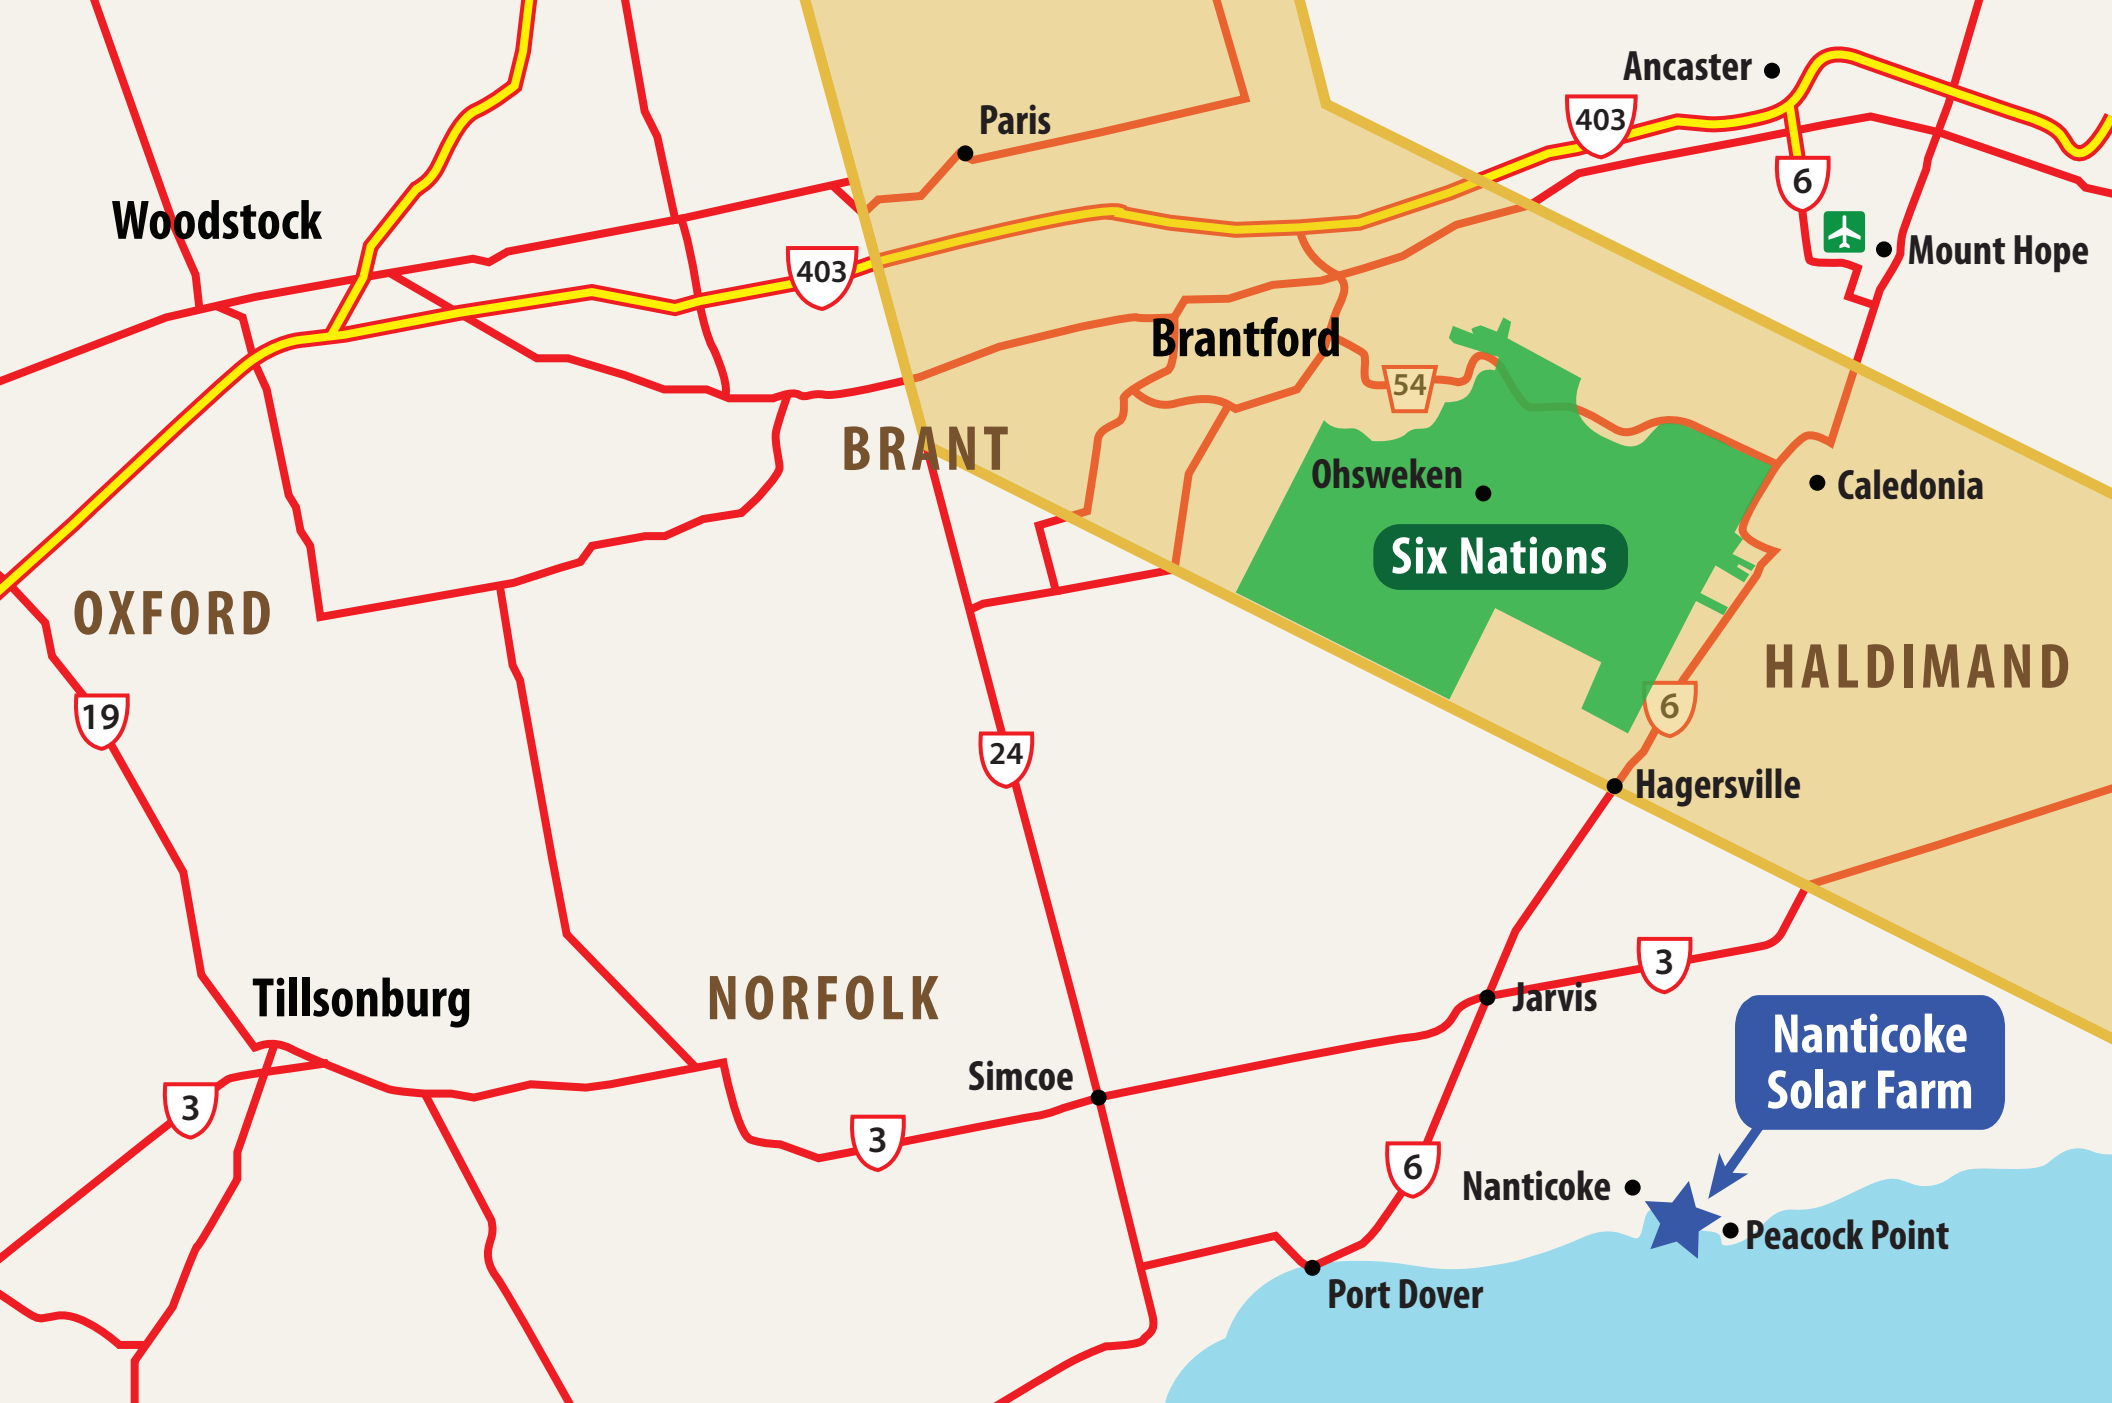 Ancaster
403
Paris
6
Woodstock
Mount Hope
403
Brantford
54
BRANT
Ohsweken
Caledonia
Six Nations
OXFORD
HALDIMAND
19
6
24
Hagersville
3
Tillsonburg
NORFOLK
Jarvis
Nanticoke
Solar Farm
Simcoe
3
3
6
Nanticoke
Peacock Point
Port Dover